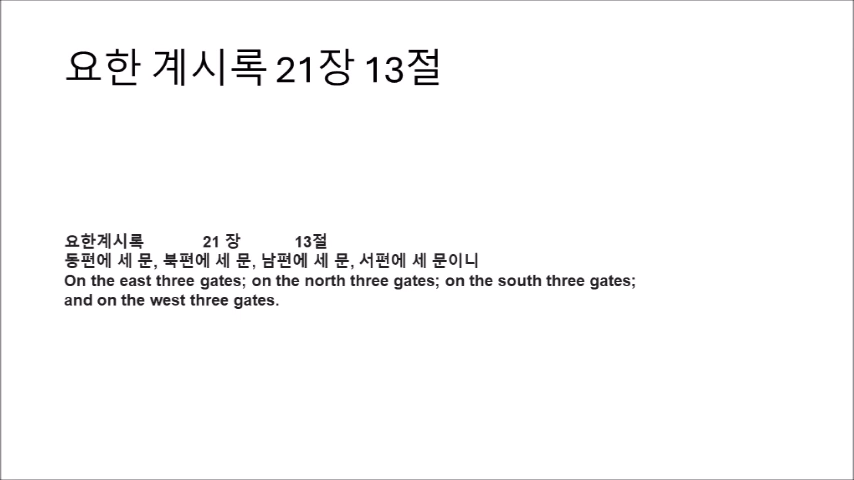 요한 계시록 21장 13절
요한계시록 21 장 13절
동편에 세 문, 북편에 세 문, 남편에 세 문, 서편에 세 문이니
On the east three gates; on the north three gates; on the south three gates;
and on the west three gates.